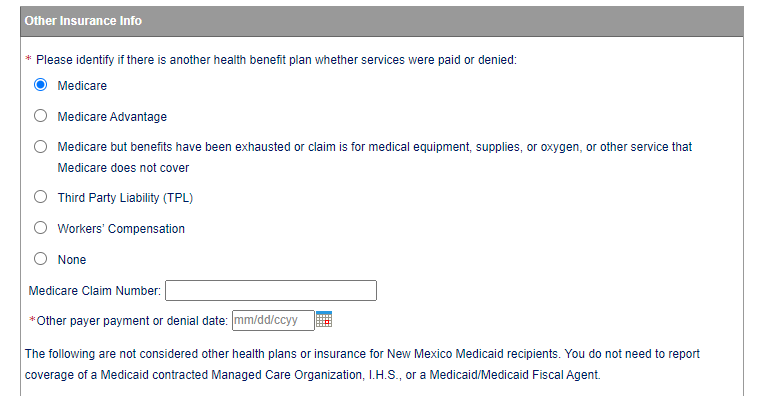 Other Insurance Info
* Please identify if there is another health benefit plan whether services were paid or denied:
Medicare
Medicare Advantage
Medicare but benefits have been exhausted or claim is for medical equipment, supplies, or oxygen, or other service that
Medicare does not cover
Third Party Liability (TPL)
Workers' Compensation
None
Medicare Claim Number:
*Other payer payment or denial date: mm/dd/ccyy
The following are not considered other health plans or insurance for New Mexico Medicaid recipients. You do not need to report
coverage of a Medicaid contracted Managed Care Organization, I.H.S., or a Medicaid/Medicaid Fiscal Agent.